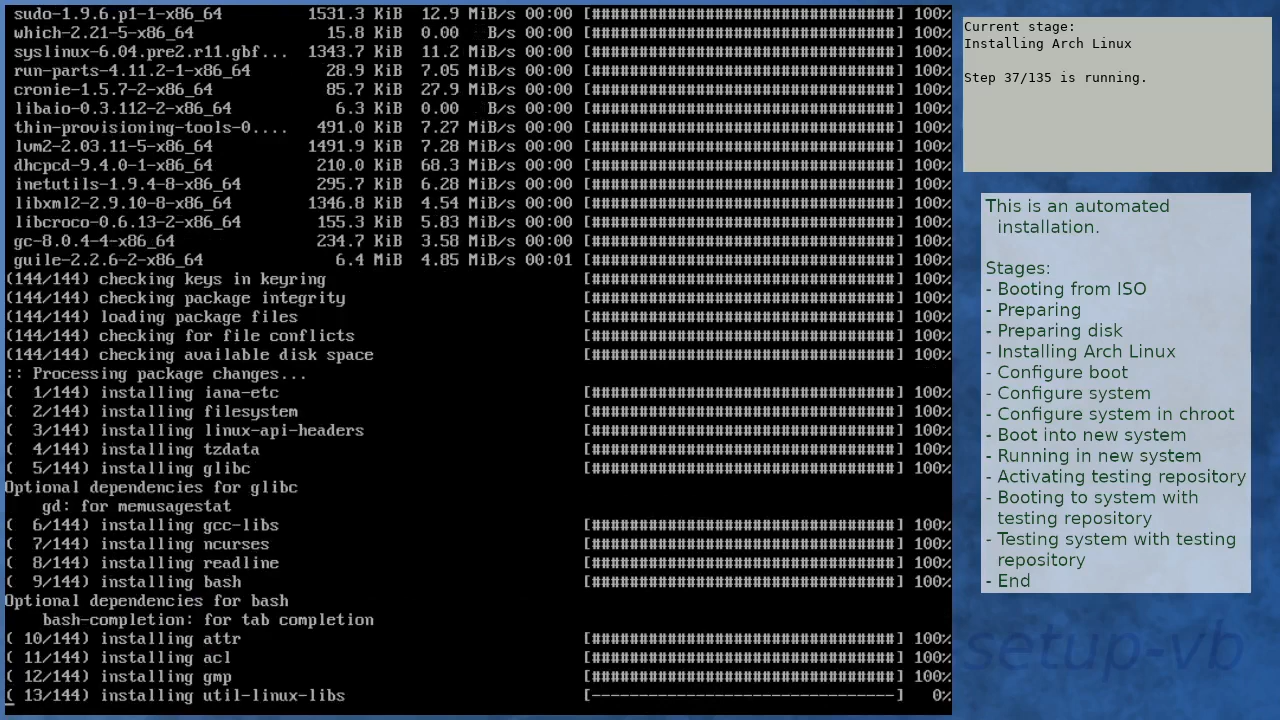 sudo-1.9.6.p1-1-x86_64 1531.3 KiB 12.9 MiB/s 00:00 [################################] 100%
which-2.21-5-x86_64 15.8 KiB 0.00 B/s 00:00 [################################] 100%
syslinux-6.04.pre2.r11.gbf... 1343.7 KiB 11.2 MiB/s 00:00 [################################] 100%
run-parts-4.11.2-1-x86_64 28.9 KiB 7.05 MiB/s 00:00 [################################] 100%
cronie-1.5.7-2-x86_64 85.7 KiB 27.9 MiB/s 00:00 [################################] 100%
libaio-0.3.112-2-x86_64 6.3 KiB 0.00 B/s 00:00 [################################] 100%
thin-provisioning-tools-0.... 491.0 KiB 7.27 MiB/s 00:00 [################################] 100%
lvm2-2.03.11-5-x86_64 1491.9 KiB 7.28 MiB/s 00:00 [################################] 100%
dhcpcd-9.4.0-1-x86_64 210.0 KiB 68.3 MiB/s 00:00 [################################] 100%
inetutils-1.9.4-8-x86_64 295.7 KiB 6.28 MiB/s 00:00 [################################] 100%
libxml2-2.9.10-8-x86_64 1346.8 KiB 4.54 MiB/s 00:00 [################################] 100%
libcroco-0.6.13-2-x86_64 155.3 KiB 5.83 MiB/s 00:00 [################################] 100%
gc-8.0.4-4-x86_64 234.7 KiB 3.58 MiB/s 00:00 [################################] 100%
guile-2.2.6-2-x86_64 6.4 MiB 4.85 MiB/s 00:01 [################################] 100%
(144/144) checking keys in keyring [################################] 100%
(144/144) checking package integrity [################################] 100%
(144/144) loading package files [################################] 100%
(144/144) checking for file conflicts [################################] 100%
(144/144) checking available disk space [################################] 100%
:: Processing package changes...
( 1/144) installing iana-etc [################################] 100%
( 2/144) installing filesystem [################################] 100%
( 3/144) installing linux-api-headers [################################] 100%
( 4/144) installing tzdata [################################] 100%
( 5/144) installing glibc [################################] 100%
Optional dependencies for glibc
gd: for memusagestat
( 6/144) installing gcc-libs [################################] 100%
( 7/144) installing ncurses [################################] 100%
( 8/144) installing readline [################################] 100%
( 9/144) installing bash [################################] 100%
Optional dependencies for bash
bash-completion: for tab completion
( 10/144) installing attr [################################] 100%
( 11/144) installing acl [################################] 100%
( 12/144) installing gmp [################################] 100%
( 13/144) installing util-linux-libs [--------------------------------] 0%
Current stage:
Installing Arch Linux
Step 37/135 is running.
This is an automated
installation.
Stages:
- Booting from ISO
- Preparing
- Preparing disk
- Installing Arch Linux
- Configure boot
- Configure system
- Configure system in chroot
- Boot into new system
- Running in new system
- Activating testing repository
- Booting to system with
testing repository
- Testing system with testing
repository
- End
setup-vb